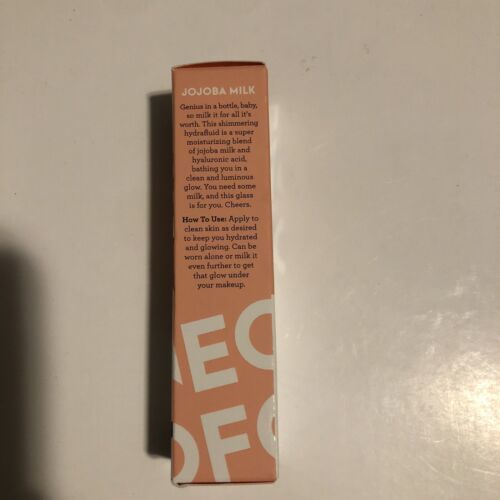 JOJOBA MILK
Genius in a bottle, baby,
so milk it for all it's
worth. This shimmering
hydrafluid is a super
moisturizing blend
of jojoba milk and
hyaluronic acid,
bathing you in a
clean and luminous
glow. You need some
milk, and this glass
is for you. Cheers.
How To Use: Apply to
clean skin as desired
to keep you hydrated
and glowing. Can be
worn alone or milk it
even further to get
that glow under
your makeup.
EO
OFO